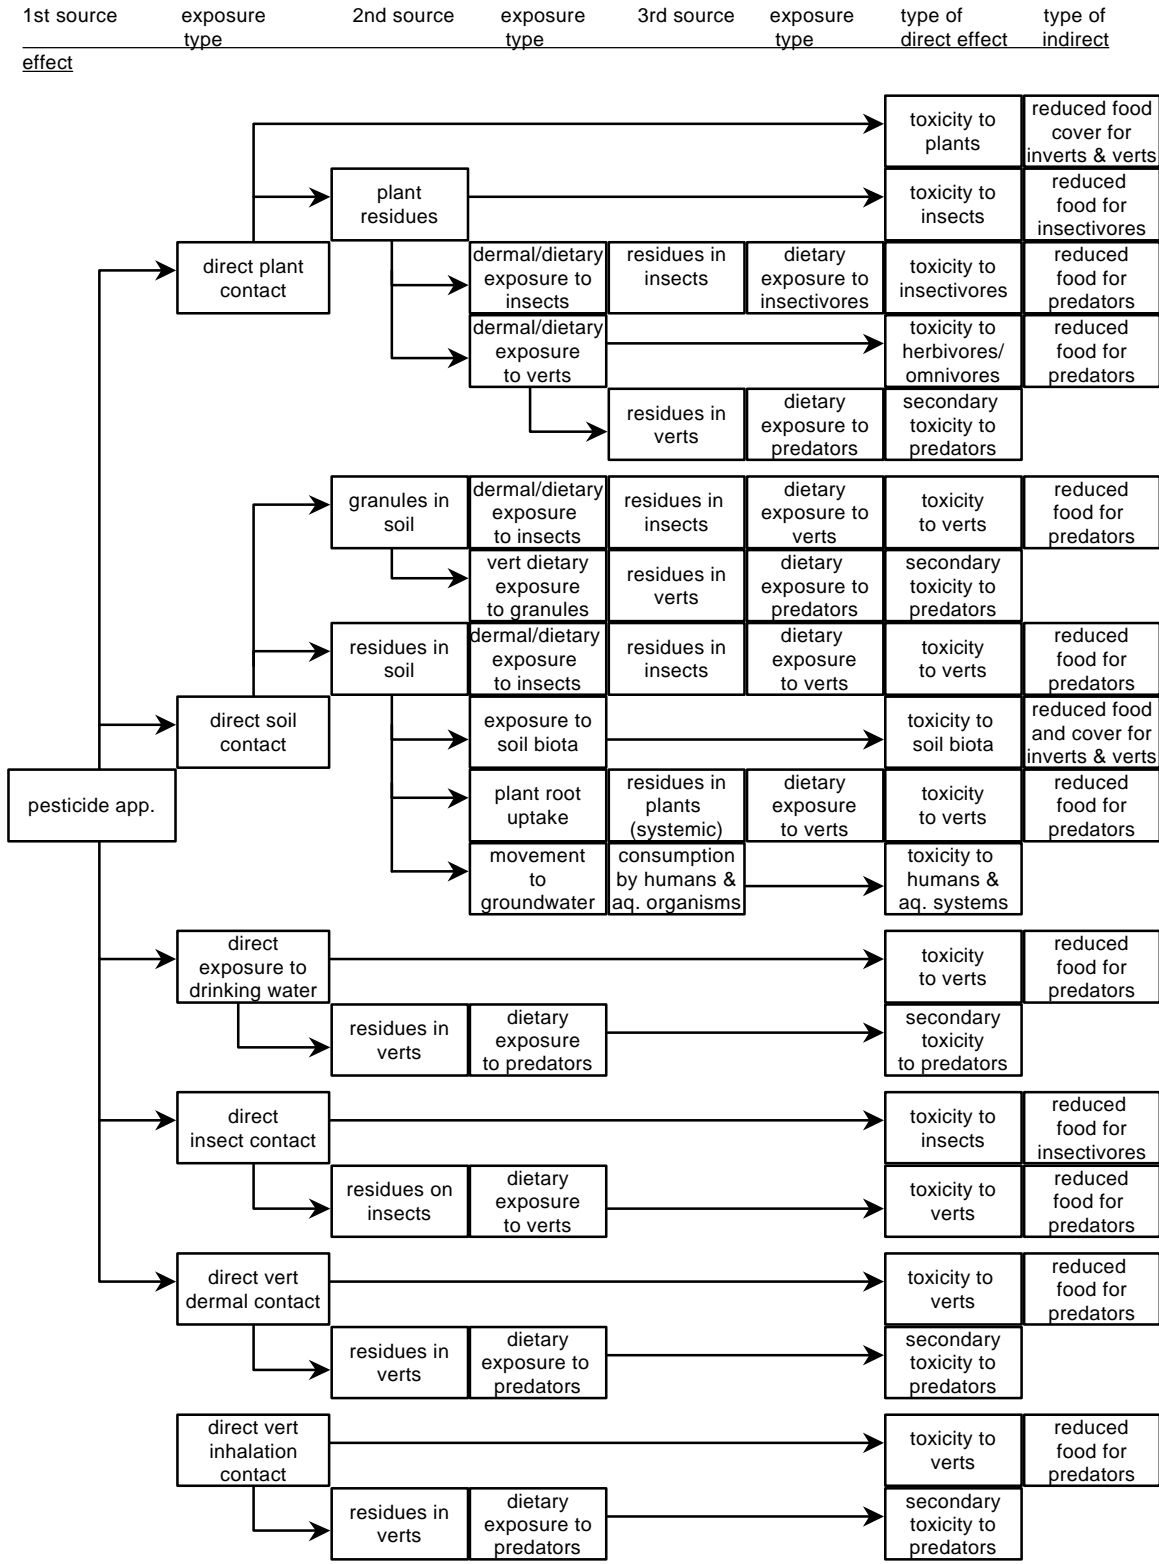 1st source
exposure
type
2nd source
exposure
type
3rd source
exposure
type
type of
direct effect
type of
indirect
effect
toxicity to
plants
reduced food
cover for
inverts & verts
plant
residues
toxicity to
insects
reduced
food for
insectivores
direct plant
contact
dermal/dietary
exposure to
insects
residues in
insects
dietary
exposure to
insectivores
toxicity to
insectivores
reduced
food for
predators
dermal/dietary
exposure
to verts
toxicity to
herbivores/
omnivores
reduced
food for
predators
residues in
verts
dietary
exposure to
predators
secondary
toxicity to
predators
granules in
soil
dermal/dietary
exposure
to insects
residues in
insects
dietary
exposure to
verts
toxicity
to verts
reduced
food for
predators
vert dietary
exposure
to granules
residues in
verts
dietary
exposure to
predators
secondary
toxicity to
predators
residues in
soil
dermal/dietary
exposure
to insects
residues in
insects
dietary
exposure
to verts
toxicity
to verts
reduced
food for
predators
direct soil
contact
exposure to
soil biota
toxicity to
soil biota
reduced food
and cover for
inverts & verts
pesticide app.
plant root
uptake
residues in
plants
(systemic)
dietary
exposure
to verts
toxicity
to verts
reduced
food for
predators
movement
to
groundwater
consumption
by humans &
aq. organisms
toxicity to
humans &
aq. systems
direct
exposure to
drinking water
toxicity
to verts
reduced
food for
predators
residues in
verts
dietary
exposure
to predators
secondary
toxicity
to predators
direct
insect contact
toxicity to
insects
reduced
food for
insectivores
residues on
insects
dietary
exposure
to verts
toxicity to
verts
reduced
food for
predators
direct vert
dermal contact
toxicity to
verts
reduced
food for
predators
residues in
verts
dietary
exposure to
predators
secondary
toxicity to
predators
direct vert
inhalation
contact
toxicity to
verts
reduced
food for
predators
residues in
verts
dietary
exposure to
predators
secondary
toxicity to
predators